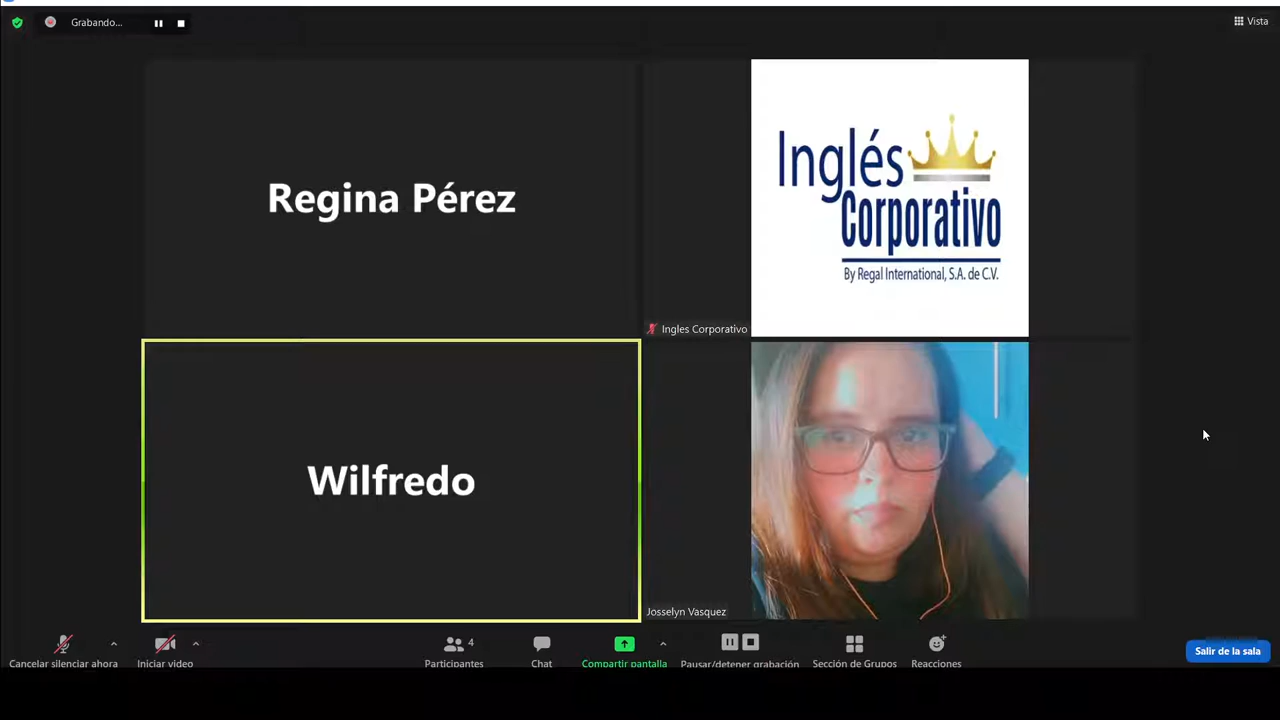 Grabando...
Vista
Regina Pérez
Inglés
Corporativo
By Regal International, S.A. de C.V.
Ingles Corporativo
Wilfredo
Josselyn Vasquez
Cancelar silenciar ahora
Iniciar video
4
Participantes
Chat
Compartir pantalla
Pausar/detener grabación
Sección de Grupos
Reacciones
Salir de la sala